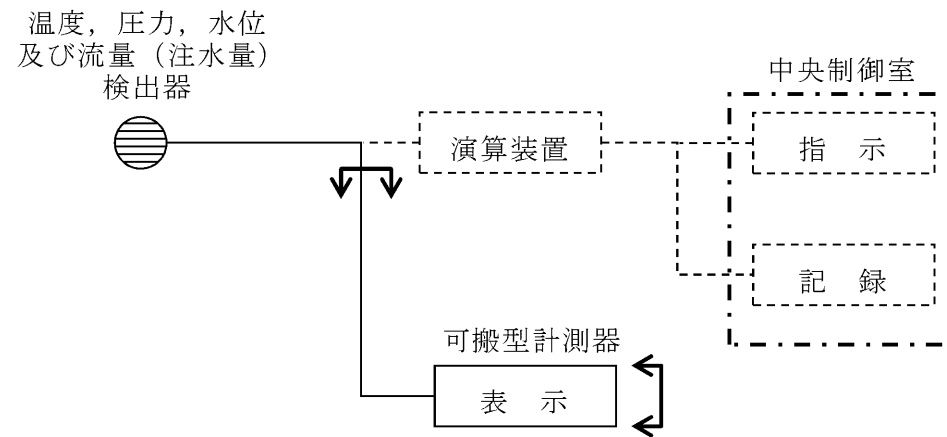 温度，圧力，水位
及び流量（注水量）
検出器
中央制御室
演算装置
指　示
記　録
可搬型計測器
表　示